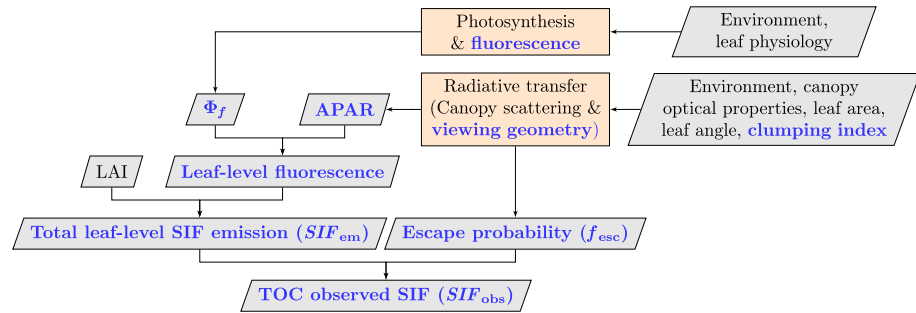 Photosynthesis
& fluorescence
Environment,
leaf physiology
Radiative transfer
(Canopy scattering &
viewing geometry)
Environment, canopy
optical properties, leaf area,
leaf angle, clumping index
Φf
APAR
LAI
Leaf-level fluorescence
Total leaf-level SIF emission (SIFem)
Escape probability (fesc)
TOC observed SIF (SIFobs)